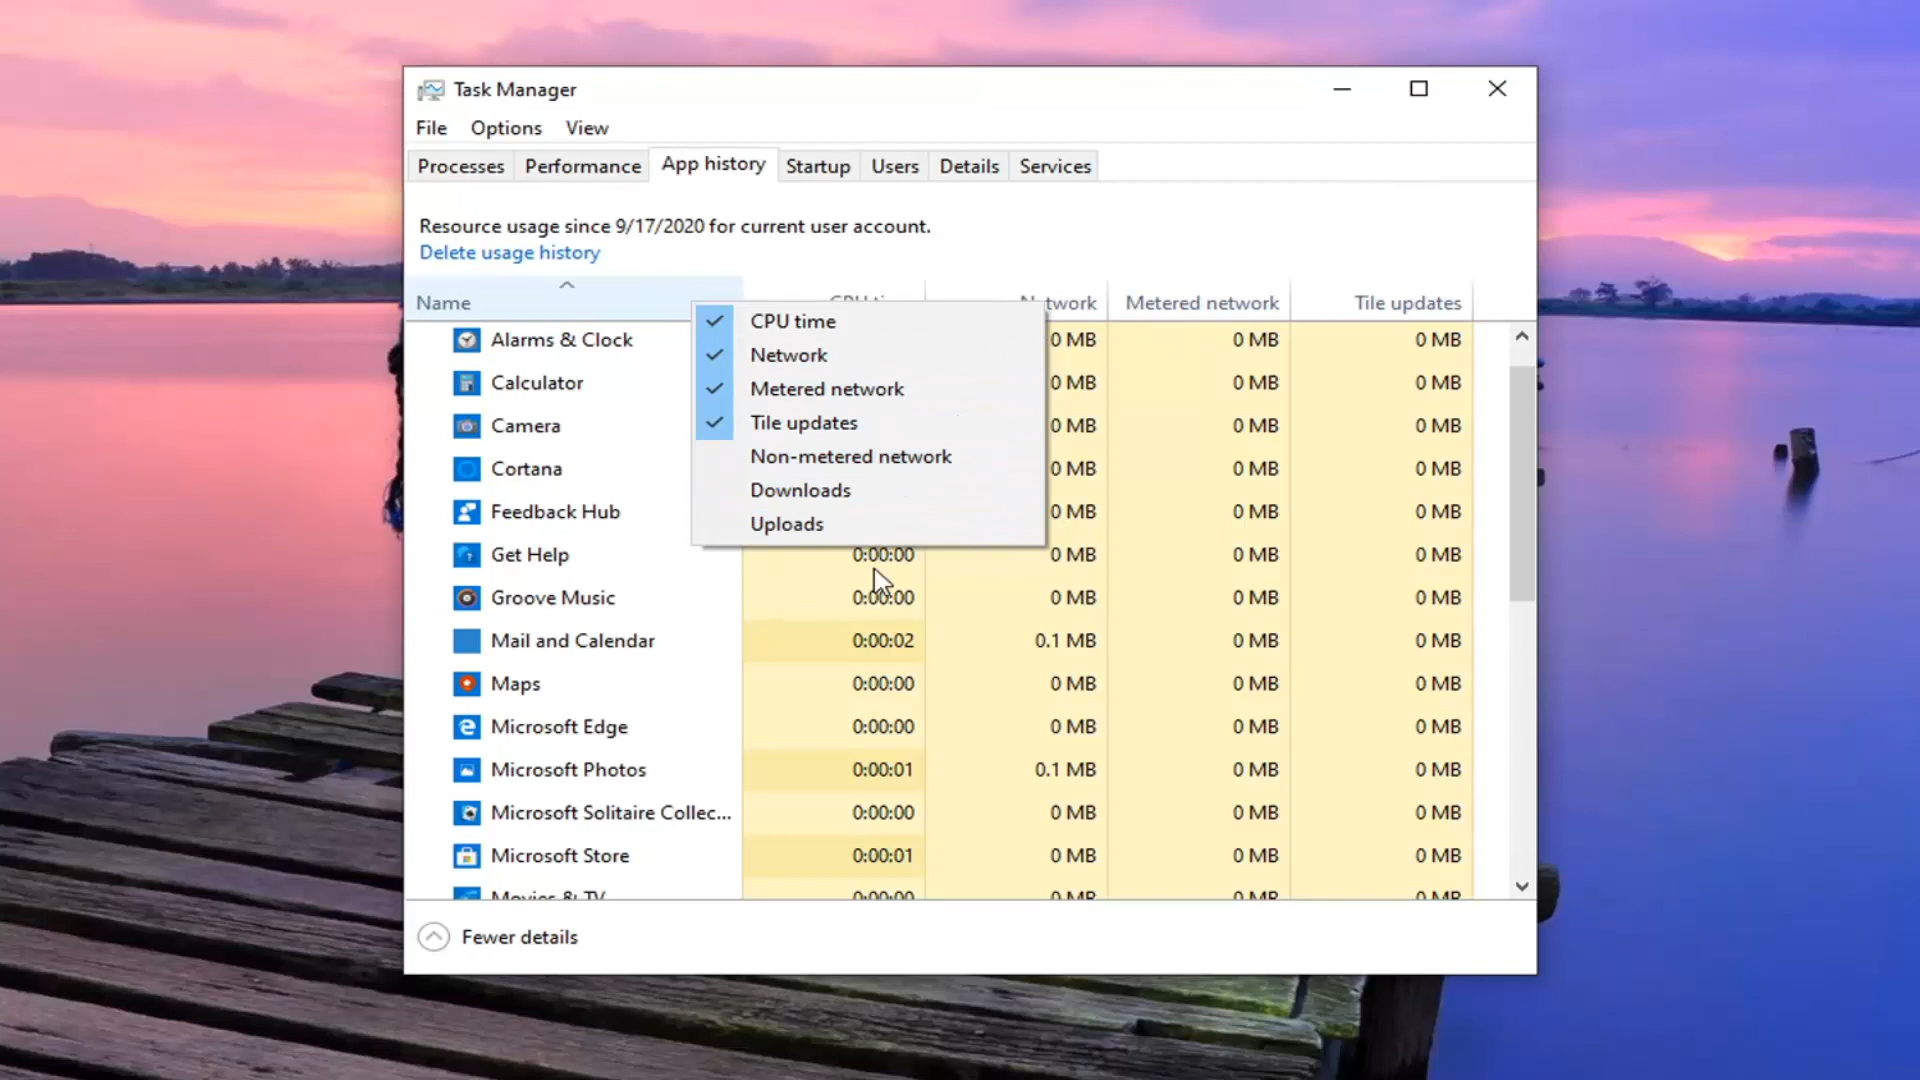 Task Manager
File Options View
Processes Performance App history Startup Users Details Services
Resource usage since 9/17/2020 for current user account.
Delete usage history
Name Network Metered network Tile updates
CPU time
Network
Metered network
Tile updates
Non-metered network
Downloads
Uploads
Alarms & Clock 0 MB 0 MB 0 MB
Calculator 0 MB 0 MB 0 MB
Camera 0 MB 0 MB 0 MB
Cortana 0 MB 0 MB 0 MB
Feedback Hub 0 MB 0 MB 0 MB
Get Help 0:00:00 0 MB 0 MB 0 MB
Groove Music 0:00:00 0 MB 0 MB 0 MB
Mail and Calendar 0:00:02 0.1 MB 0 MB 0 MB
Maps 0:00:00 0 MB 0 MB 0 MB
Microsoft Edge 0:00:00 0 MB 0 MB 0 MB
Microsoft Photos 0:00:01 0.1 MB 0 MB 0 MB
Microsoft Solitaire Collec... 0:00:00 0 MB 0 MB 0 MB
Microsoft Store 0:00:01 0 MB 0 MB 0 MB
Movies & TV 0:00:00 0 MB 0 MB 0 MB
Fewer details